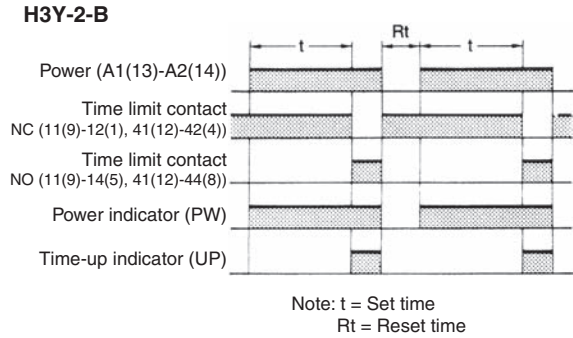 H3Y-2-B
t Rt t
Power (A1(13)-A2(14))
Time limit contact
NC (11(9)-12(1), 41(12)-42(4))
Time limit contact
NO (11(9)-14(5), 41(12)-44(8))
Power indicator (PW)
Time-up indicator (UP)
Note: t = Set time
Rt = Reset time